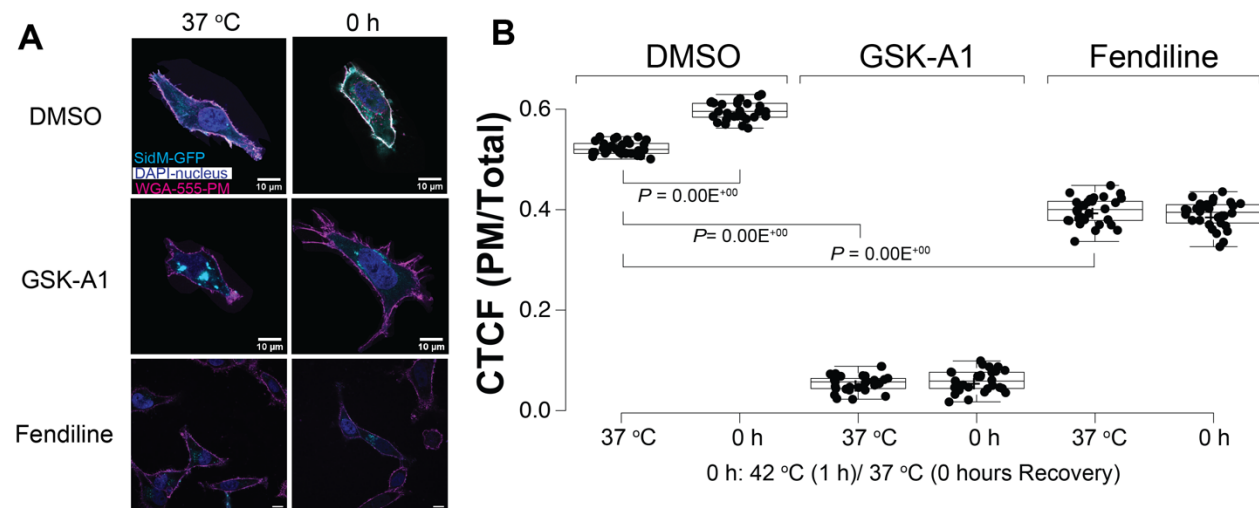 A
37 °C
0 h
DMSO
SidM-GFP
DAPI-nucleus
WGA-555-PM
10 µm
10 µm
GSK-A1
10 µm
10 µm
Fendiline
B
DMSO
GSK-A1
Fendiline
CTCF (PM/Total)
0.6
0.4
0.2
0.0
P = 0.00E+00
P= 0.00E+00
P = 0.00E+00
37 °C
0 h
37 °C
0 h
37 °C
0 h
0 h: 42 °C (1 h)/ 37 °C (0 hours Recovery)